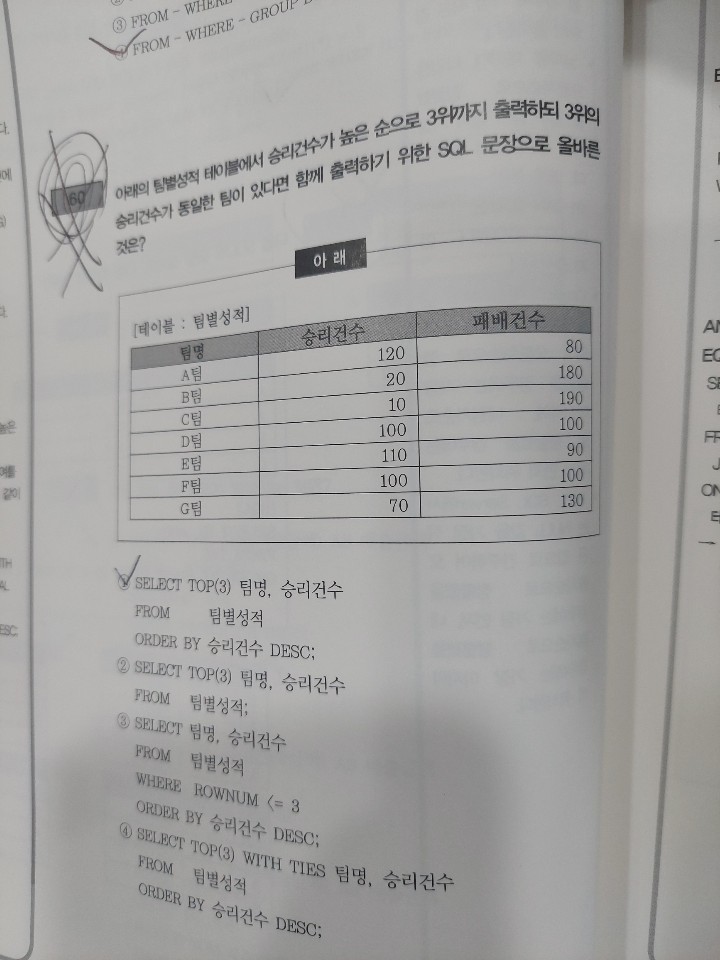 ③ FROM - WHERE
④ FROM - WHERE - GROUP B
60
아래의 팀별성적 테이블에서 승리건수가 높은 순으로 3위까지 출력하되 3위의
승리건수가 동일한 팀이 있다면 함께 출력하기 위한 SQL 문장으로 올바른
것은?
아 래
[테이블 : 팀별성적]
팀명 승리건수 패배건수
A팀 120 80
B팀 20 180
C팀 10 190
D팀 100 100
E팀 110 90
F팀 100 100
G팀 70 130
① SELECT TOP(3) 팀명, 승리건수
FROM 팀별성적
ORDER BY 승리건수 DESC;
② SELECT TOP(3) 팀명, 승리건수
FROM 팀별성적;
③ SELECT 팀명, 승리건수
FROM 팀별성적
WHERE ROWNUM <= 3
ORDER BY 승리건수 DESC;
④ SELECT TOP(3) WITH TIES 팀명, 승리건수
FROM 팀별성적
ORDER BY 승리건수 DESC;